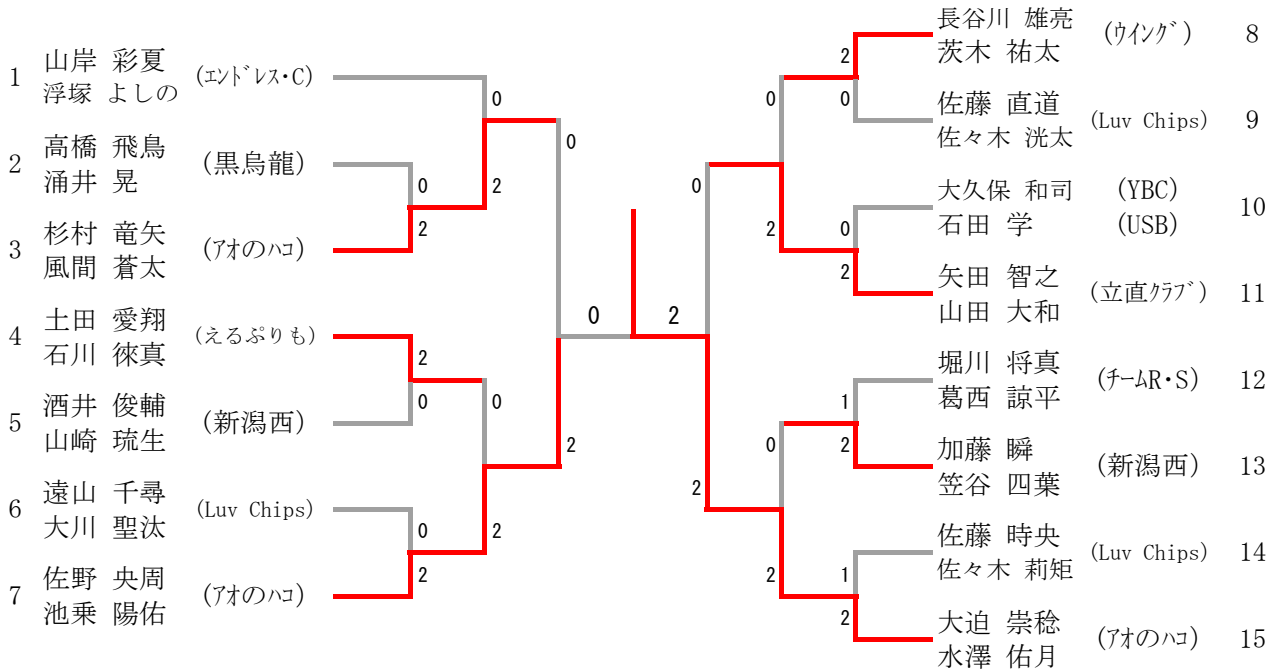 1 山岸 彩夏 (ｴﾝﾄﾞﾚｽ・C)
浮塚 よしの
2 高橋 飛鳥 (黒烏龍)
涌井 晃
3 杉村 竜矢 (ｱｵのﾊｺ)
風間 蒼太
4 土田 愛翔 (えるぷりも)
石川 徠真
5 酒井 俊輔 (新潟西)
山崎 琉生
6 遠山 千尋 (Luv Chips)
大川 聖汰
7 佐野 央周 (ｱｵのﾊｺ)
池乗 陽佑
0
0
2
0
2
2
0
0
2
0
2
2
0
2
0
2
2
0
0
2
0
2
0
2
1
2
0
2
1
2
長谷川 雄亮 (ｳｲﾝｸﾞ) 8
茨木 祐太
佐藤 直道 (Luv Chips) 9
佐々木 洸太
大久保 和司 (YBC) 10
石田 学 (USB)
矢田 智之 (立直ｸﾗﾌﾞ) 11
山田 大和
堀川 将真 (ﾁｰﾑR・S) 12
葛西 諒平
加藤 瞬 (新潟西) 13
笠谷 四葉
佐藤 時央 (Luv Chips) 14
佐々木 莉矩
大迫 崇稔 (ｱｵのﾊｺ) 15
水澤 佑月